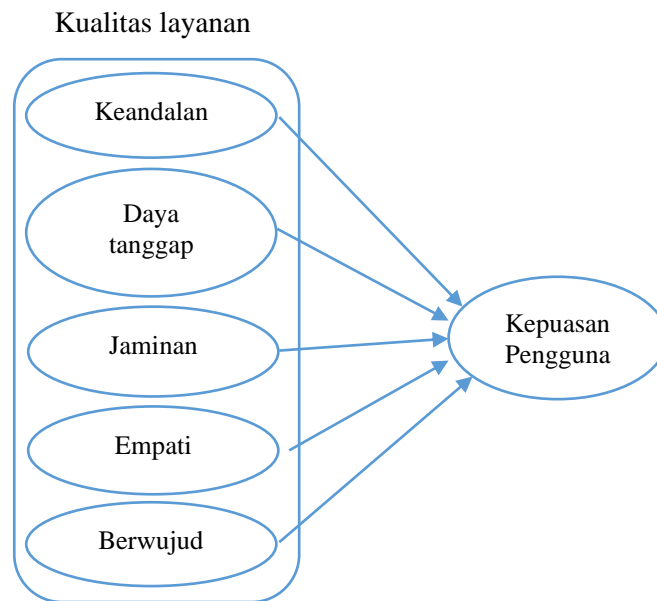 Kualitas layanan
Keandalan
Daya
tanggap
Jaminan
Empati
Berwujud
Kepuasan
Pengguna